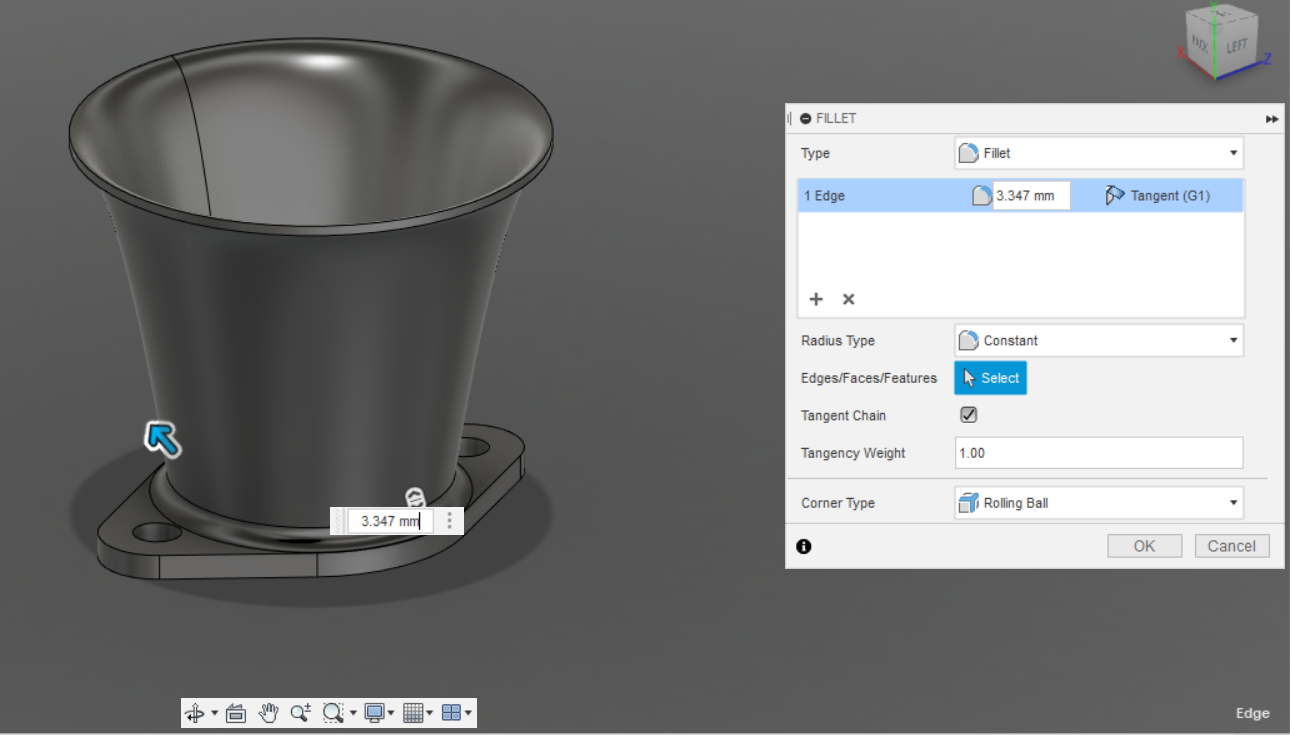 Y
BACK
LEFT
X
Z
FILLET
Type
Fillet
1 Edge
3.347 mm
Tangent (G1)
Radius Type
Constant
Edges/Faces/Features
Select
Tangent Chain
3.347 mm
Tangency Weight
1.00
Corner Type
Rolling Ball
OK
Cancel
Edge